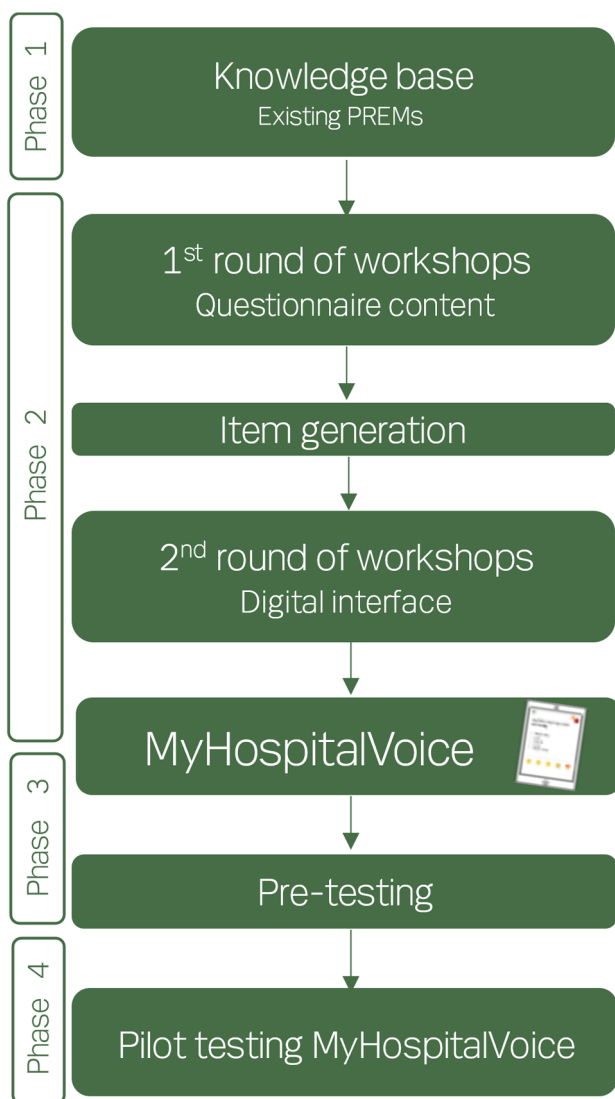 Phase 1
Knowledge base
Existing PREMs
Phase 2
1st round of workshops
Questionnaire content
Item generation
2nd round of workshops
Digital interface
MyHospitalVoice
Phase 3
Pre-testing
Phase 4
Pilot testing MyHospitalVoice